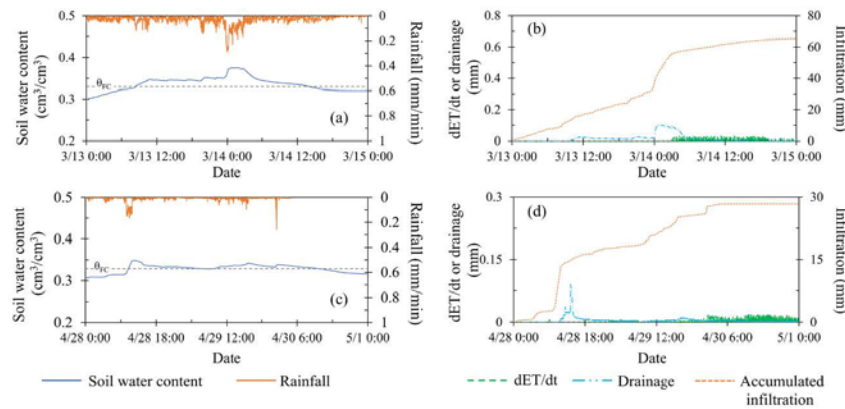 (a)
Soil water content
(cm³/cm³)
0.5
0.4
0.3
0.2
θFC
0
0.2
0.4
0.6
0.8
1
Rainfall (mm/min)
3/13 0:00 3/13 12:00 3/14 0:00 3/14 12:00 3/15 0:00
Date
(b)
dET/dt or drainage
(mm)
0.8
0.6
0.4
0.2
0
80
60
40
20
0
Infiltration (mm)
3/13 0:00 3/13 12:00 3/14 0:00 3/14 12:00 3/15 0:00
Date
(c)
Soil water content
(cm³/cm³)
0.5
0.4
0.3
0.2
θFC
0
0.2
0.4
0.6
0.8
1
Rainfall (mm/min)
4/28 0:00 4/28 18:00 4/29 12:00 4/30 6:00 5/1 0:00
Date
(d)
dET/dt or drainage
(mm)
0.3
0.15
0
30
15
0
Infiltration (mm)
4/28 0:00 4/28 18:00 4/29 12:00 4/30 6:00 5/1 0:00
Date
Soil water content Rainfall
dET/dt Drainage Accumulated
infiltration